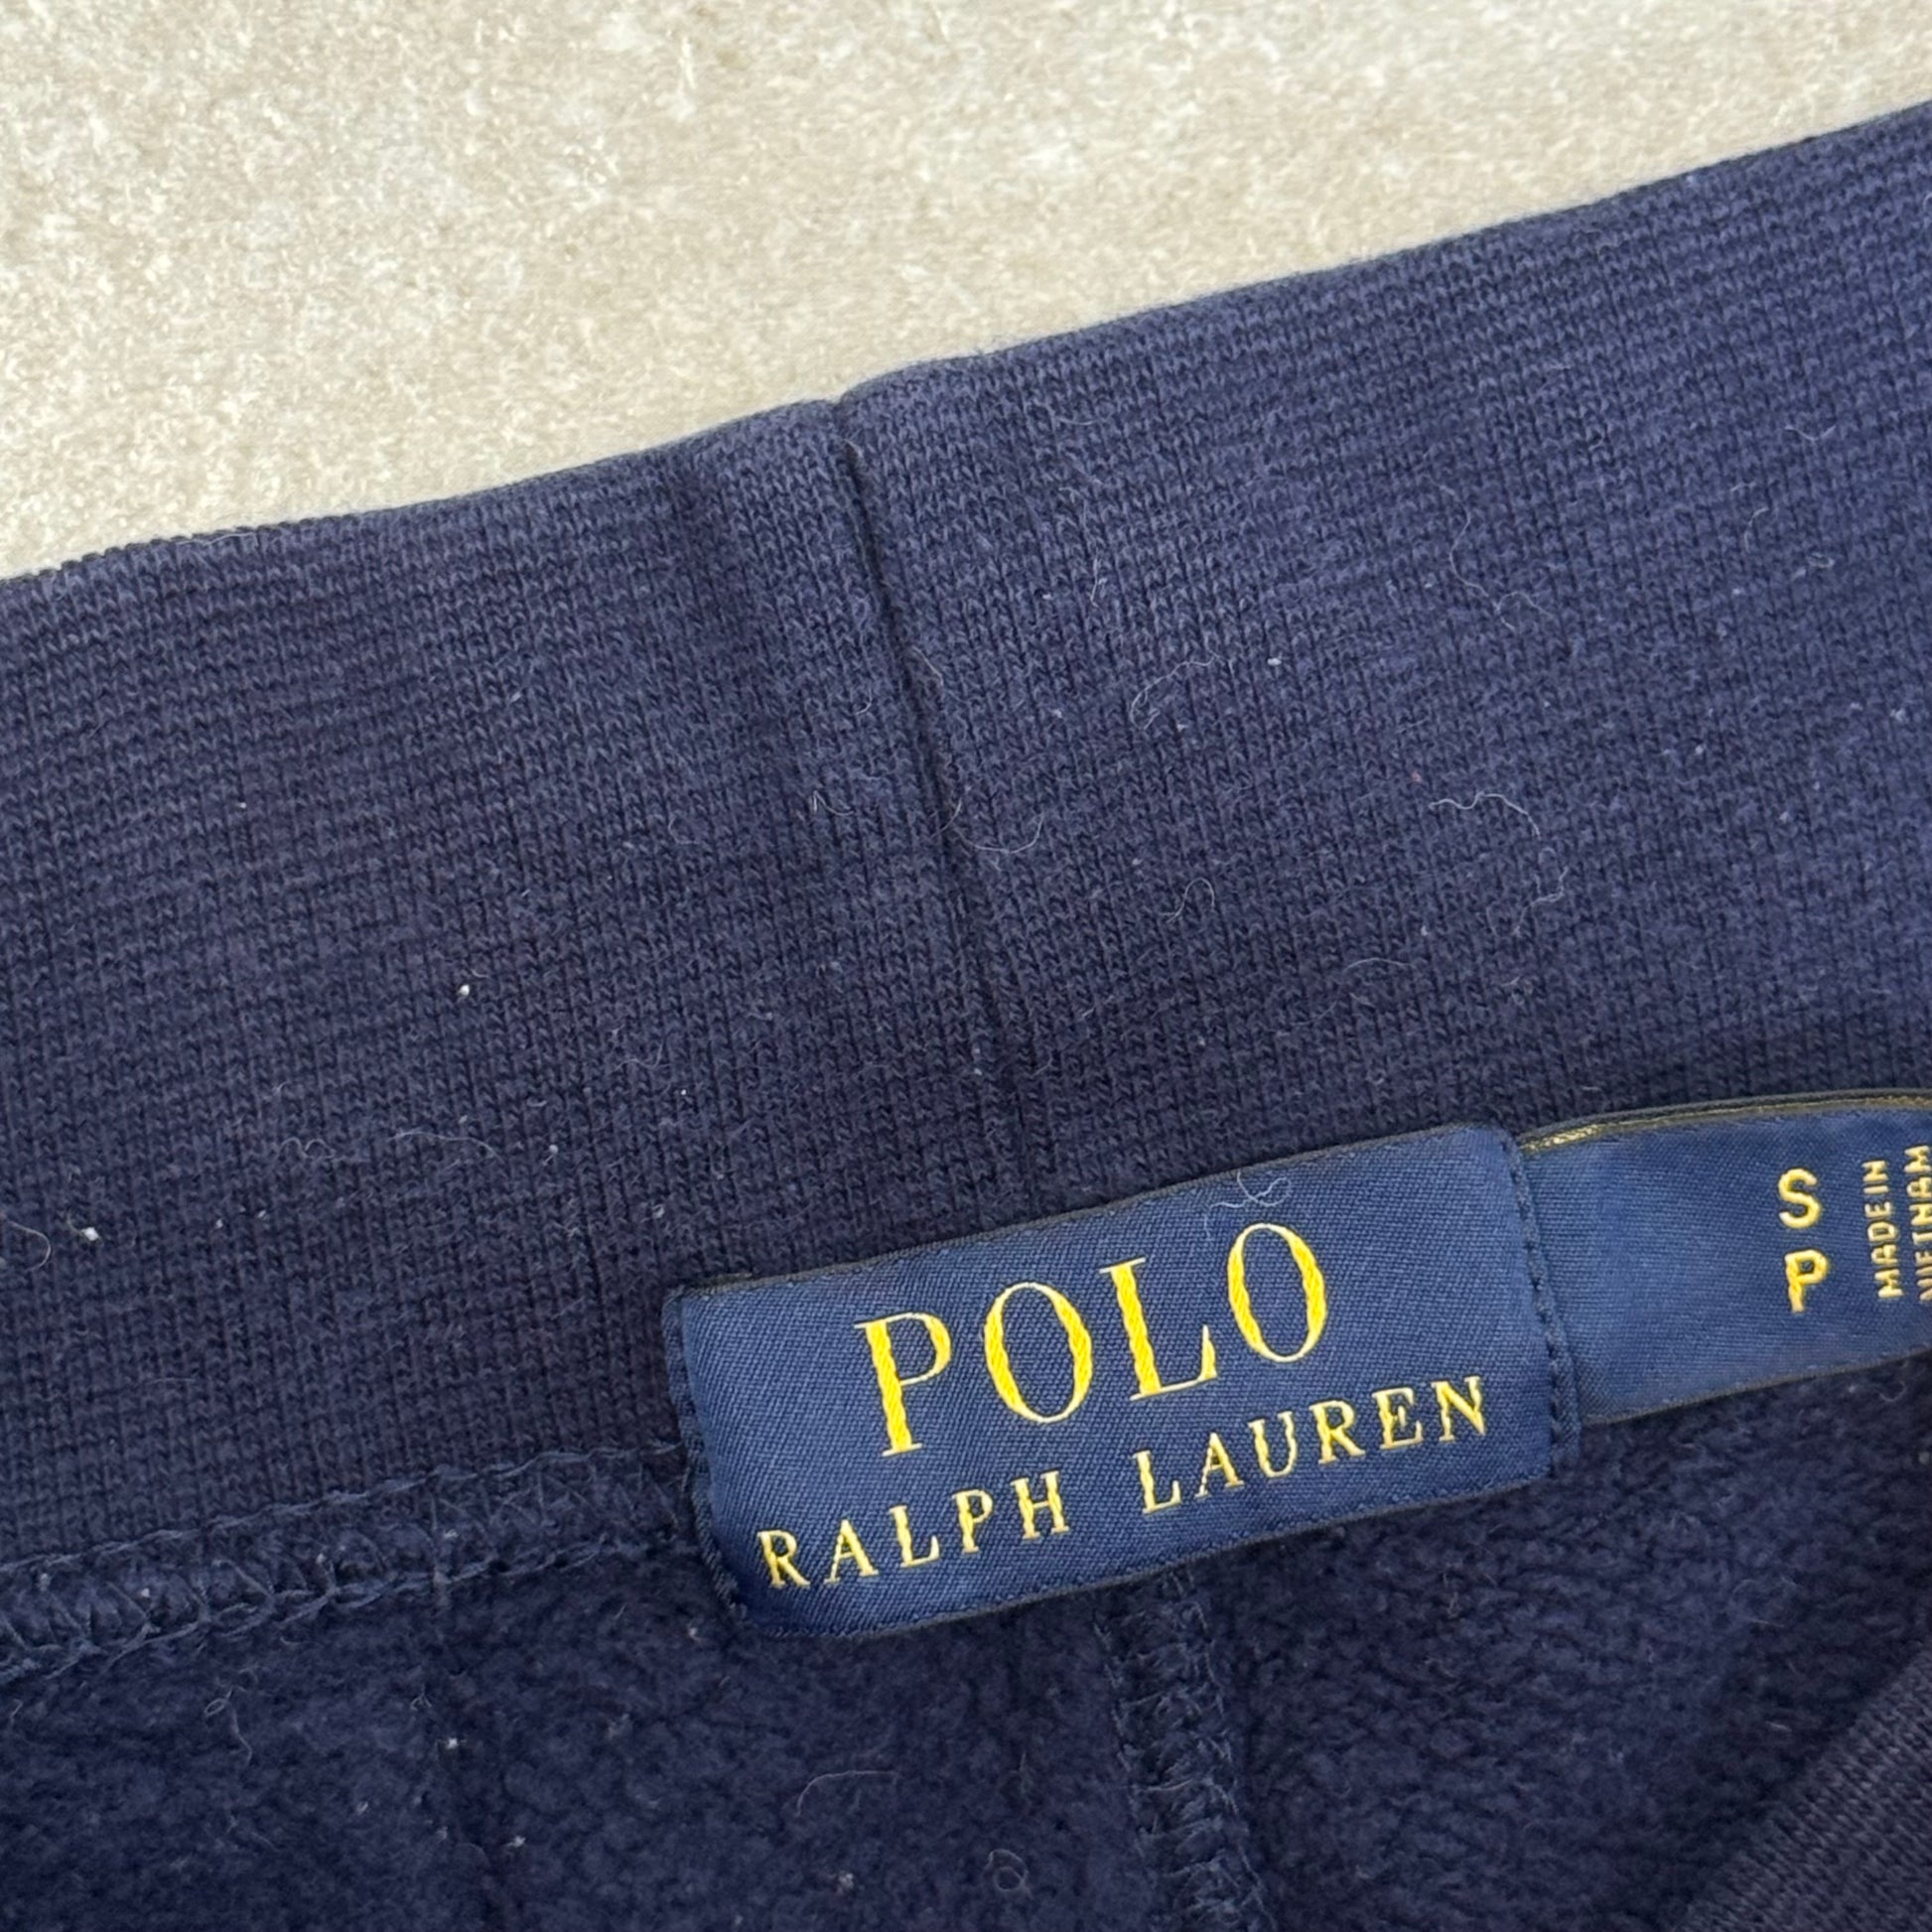 POLO
RALPH LAUREN
S
P
MADE IN
VIETNAM